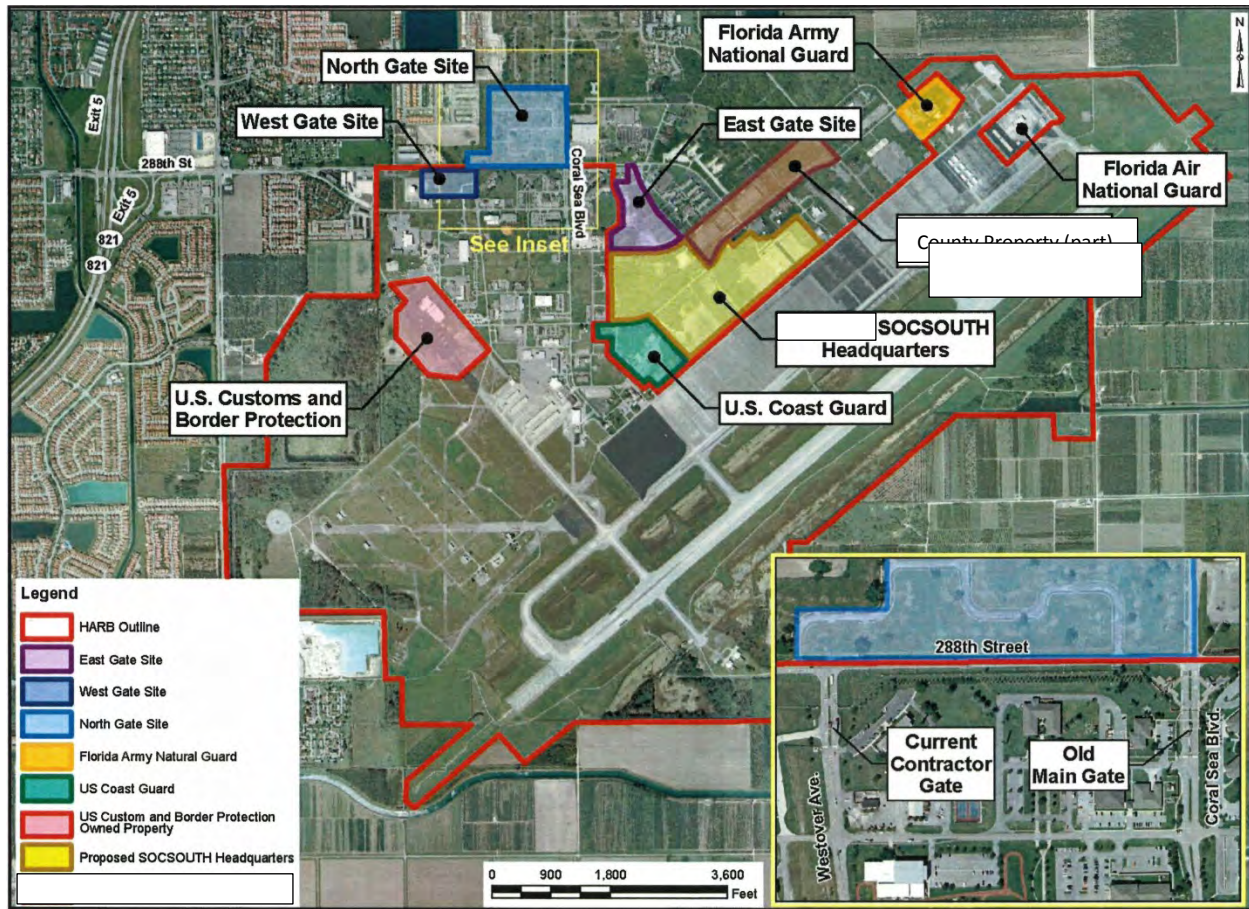 Florida Army
National Guard
N
North Gate Site
West Gate Site
East Gate Site
Exit 5
288th St
Exit 5
821
821
Coral Sea Blvd
See Inset
Florida Air
National Guard
County Property (part)
SOCSOUTH
Headquarters
U.S. Customs and
Border Protection
U.S. Coast Guard
Legend
HARB Outline
East Gate Site
West Gate Site
North Gate Site
Florida Army Natural Guard
US Coast Guard
US Custom and Border Protection
Owned Property
Proposed SOCSOUTH Headquarters
0 900 1,800 3,600
Feet
288th Street
Current
Contractor
Gate
Old
Main Gate
Westover Ave.
Coral Sea Blvd.